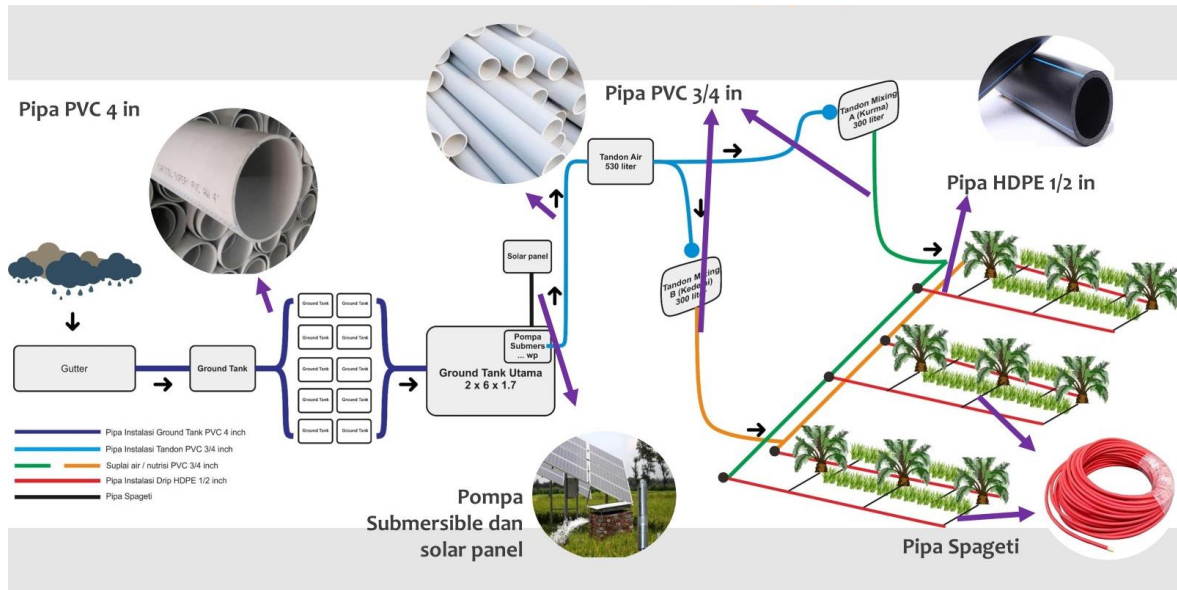 Pipa PVC 4 in
Pipa PVC 3/4 in
Tandon Mixing
A (Kurma)
300 liter
Tandon Air
530 liter
Pipa HDPE 1/2 in
Solar panel
Tandon Mixing
B (Kedelai)
300 liter
Ground Tank
Ground Tank
Ground Tank
Ground Tank
Ground Tank
Ground Tank
Ground Tank
Ground Tank
Ground Tank
Ground Tank
Gutter
Ground Tank
Pompa
Submers
... wp
Ground Tank Utama
2 x 6 x 1.7
Pipa Instalasi Ground Tank PVC 4 inch
Pipa Instalasi Tandon PVC 3/4 inch
Suplai air / nutrisi PVC 3/4 inch
Pipa Instalasi Drip HDPE 1/2 inch
Pipa Spageti
Pompa
Submersible dan
solar panel
Pipa Spageti